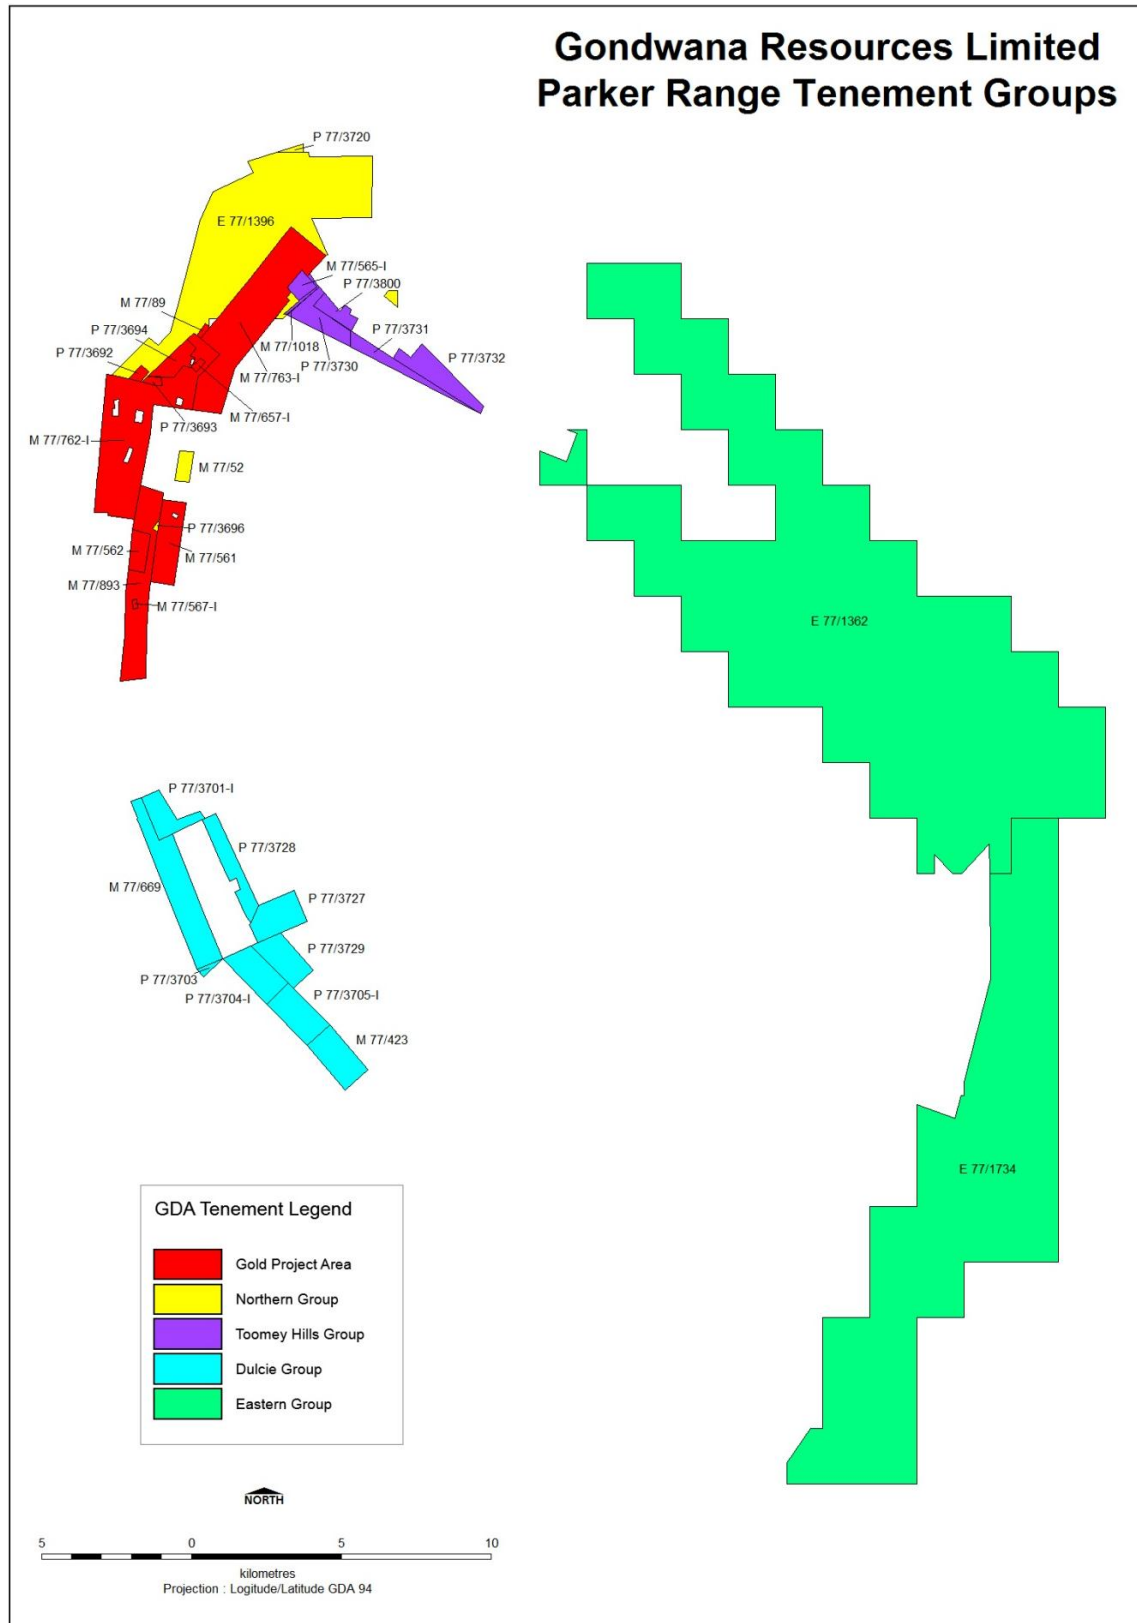 Gondwana Resources Limited
Parker Range Tenement Groups
P 77/3720
E 77/1396
M 77/565-I
P 77/3800
M 77/89
P 77/3694
P 77/3731
P 77/3692
M 77/1018
P 77/3732
P 77/3730
M 77/763-I
M 77/657-I
P 77/3693
M 77/762-I
M 77/52
P 77/3696
M 77/562
M 77/561
M 77/893
M 77/567-I
E 77/1362
P 77/3701-I
P 77/3728
M 77/669
P 77/3727
P 77/3729
P 77/3703
P 77/3705-I
P 77/3704-I
M 77/423
E 77/1734
GDA Tenement Legend
Gold Project Area
Northern Group
Toomey Hills Group
Dulcie Group
Eastern Group
NORTH
5 0 5 10
kilometres
Projection : Logitude/Latitude GDA 94